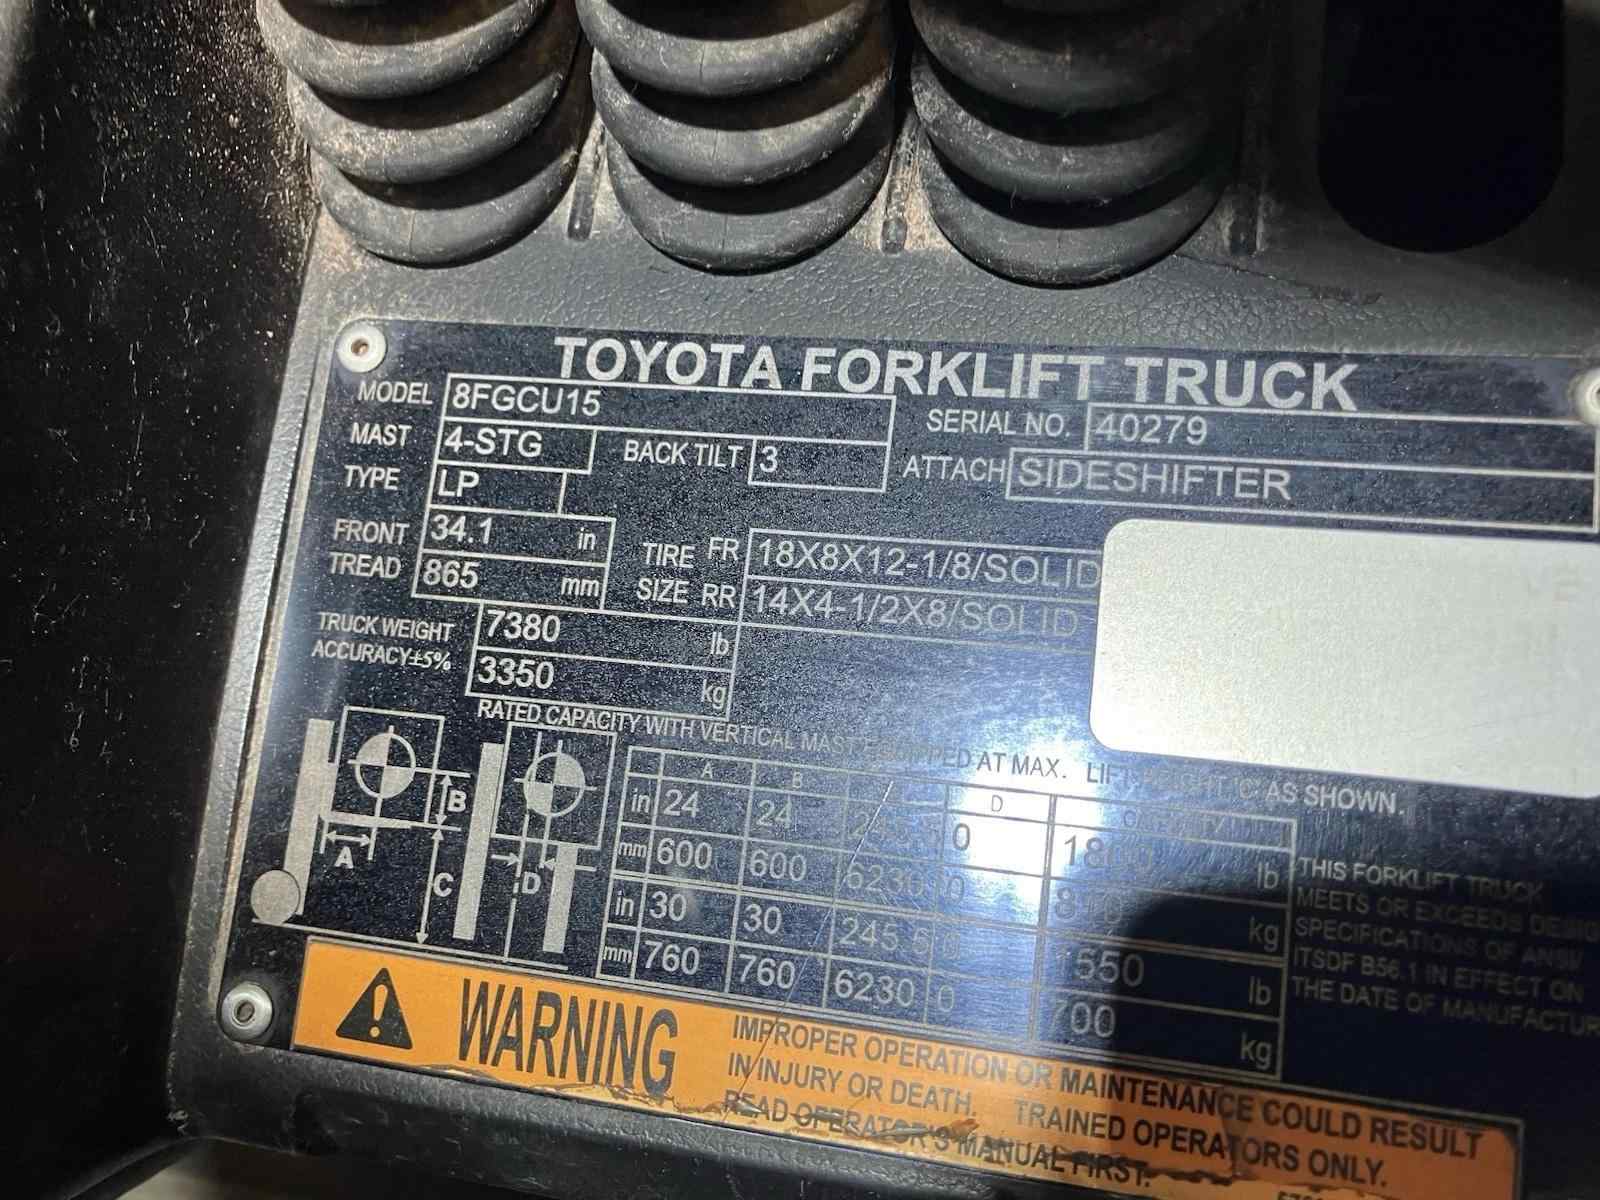 TOYOTA FORKLIFT TRUCK
MODEL 8FGCU15 SERIAL NO. 40279
MAST 4-STG BACK TILT 3 ATTACH SIDESHIFTER
TYPE LP
FRONT TREAD 34.1 in
865 mm
TIRE SIZE FR 18X8X12-1/8/SOLID
RR 14X4-1/2X8/SOLID
TRUCK WEIGHT 7380 lb
ACCURACY±5% 3350 kg
RATED CAPACITY WITH VERTICAL MAST EQUIPPED AT MAX. LIFT HEIGHT 'C' AS SHOWN.
A B D
in 24 24 245.5 0 lb
mm 600 600 6230 0 810 kg
in 30 30 245.5 0 1550 lb
mm 760 760 6230 0 700 kg
A B C D
THIS FORKLIFT TRUCK
MEETS OR EXCEEDS
SPECIFICATIONS OF
ITSDF B56.1 IN EFFECT ON
THE DATE OF
WARNING
IMPROPER OPERATION OR MAINTENANCE COULD RESULT
IN INJURY OR DEATH. TRAINED OPERATORS ONLY.
READ OPERATOR'S MANUAL FIRST.